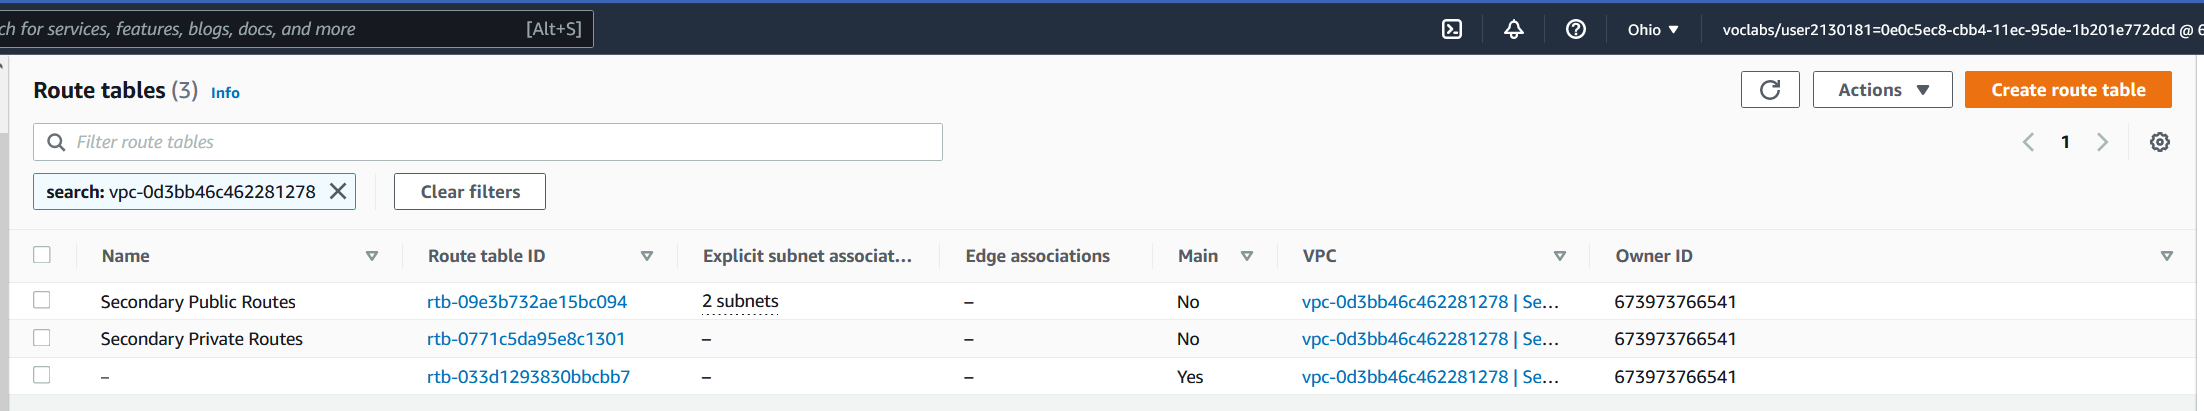 ch for services, features, blogs, docs, and more [Alt+S] Ohio voclabs/user2130181=0e0c5ec8-cbb4-11ec-95de-1b201e772dcd @ 6
Route tables (3) Info Actions Create route table
Filter route tables 1
search: vpc-0d3bb46c462281278 Clear filters
Name Route table ID Explicit subnet associat... Edge associations Main VPC Owner ID
Secondary Public Routes rtb-09e3b732ae15bc094 2 subnets – No vpc-0d3bb46c462281278 | Se... 673973766541
Secondary Private Routes rtb-0771c5da95e8c1301 – – No vpc-0d3bb46c462281278 | Se... 673973766541
– rtb-033d1293830bbcbb7 – – Yes vpc-0d3bb46c462281278 | Se... 673973766541